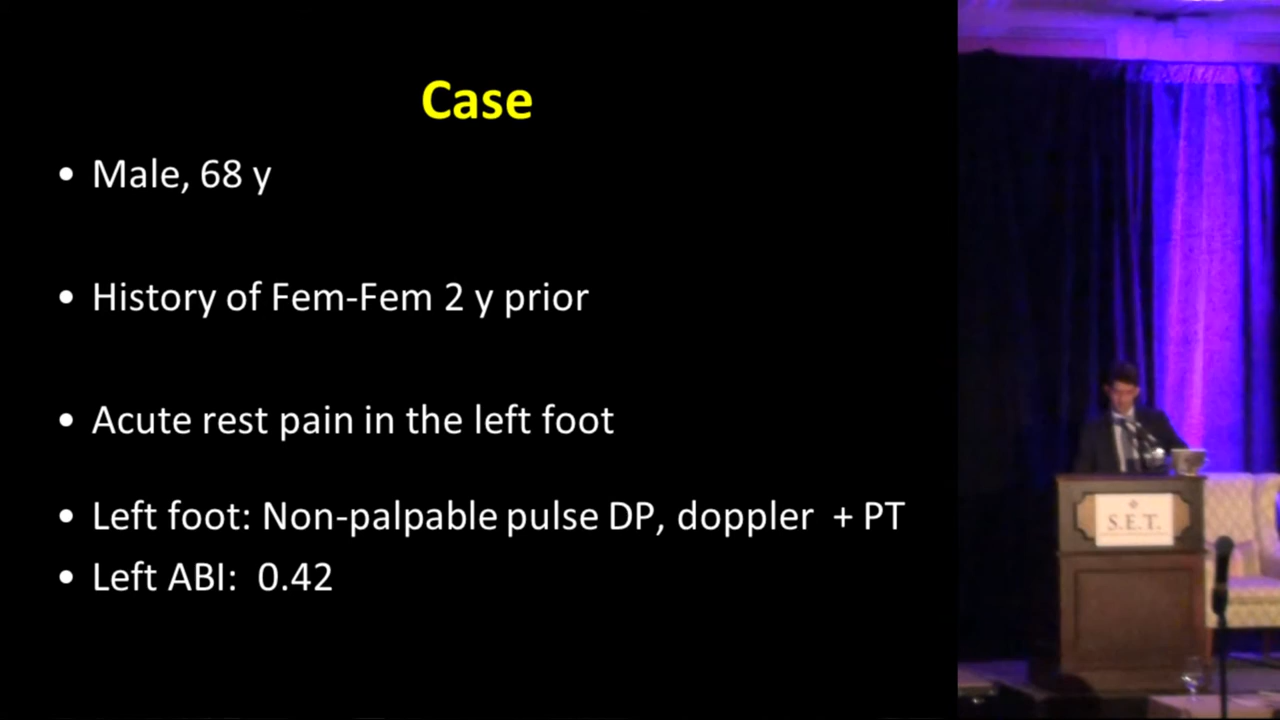 Case
• Male, 68 y
• History of Fem-Fem 2 y prior
• Acute rest pain in the left foot
• Left foot: Non-palpable pulse DP, doppler + PT
• Left ABI: 0.42
S.E.T.